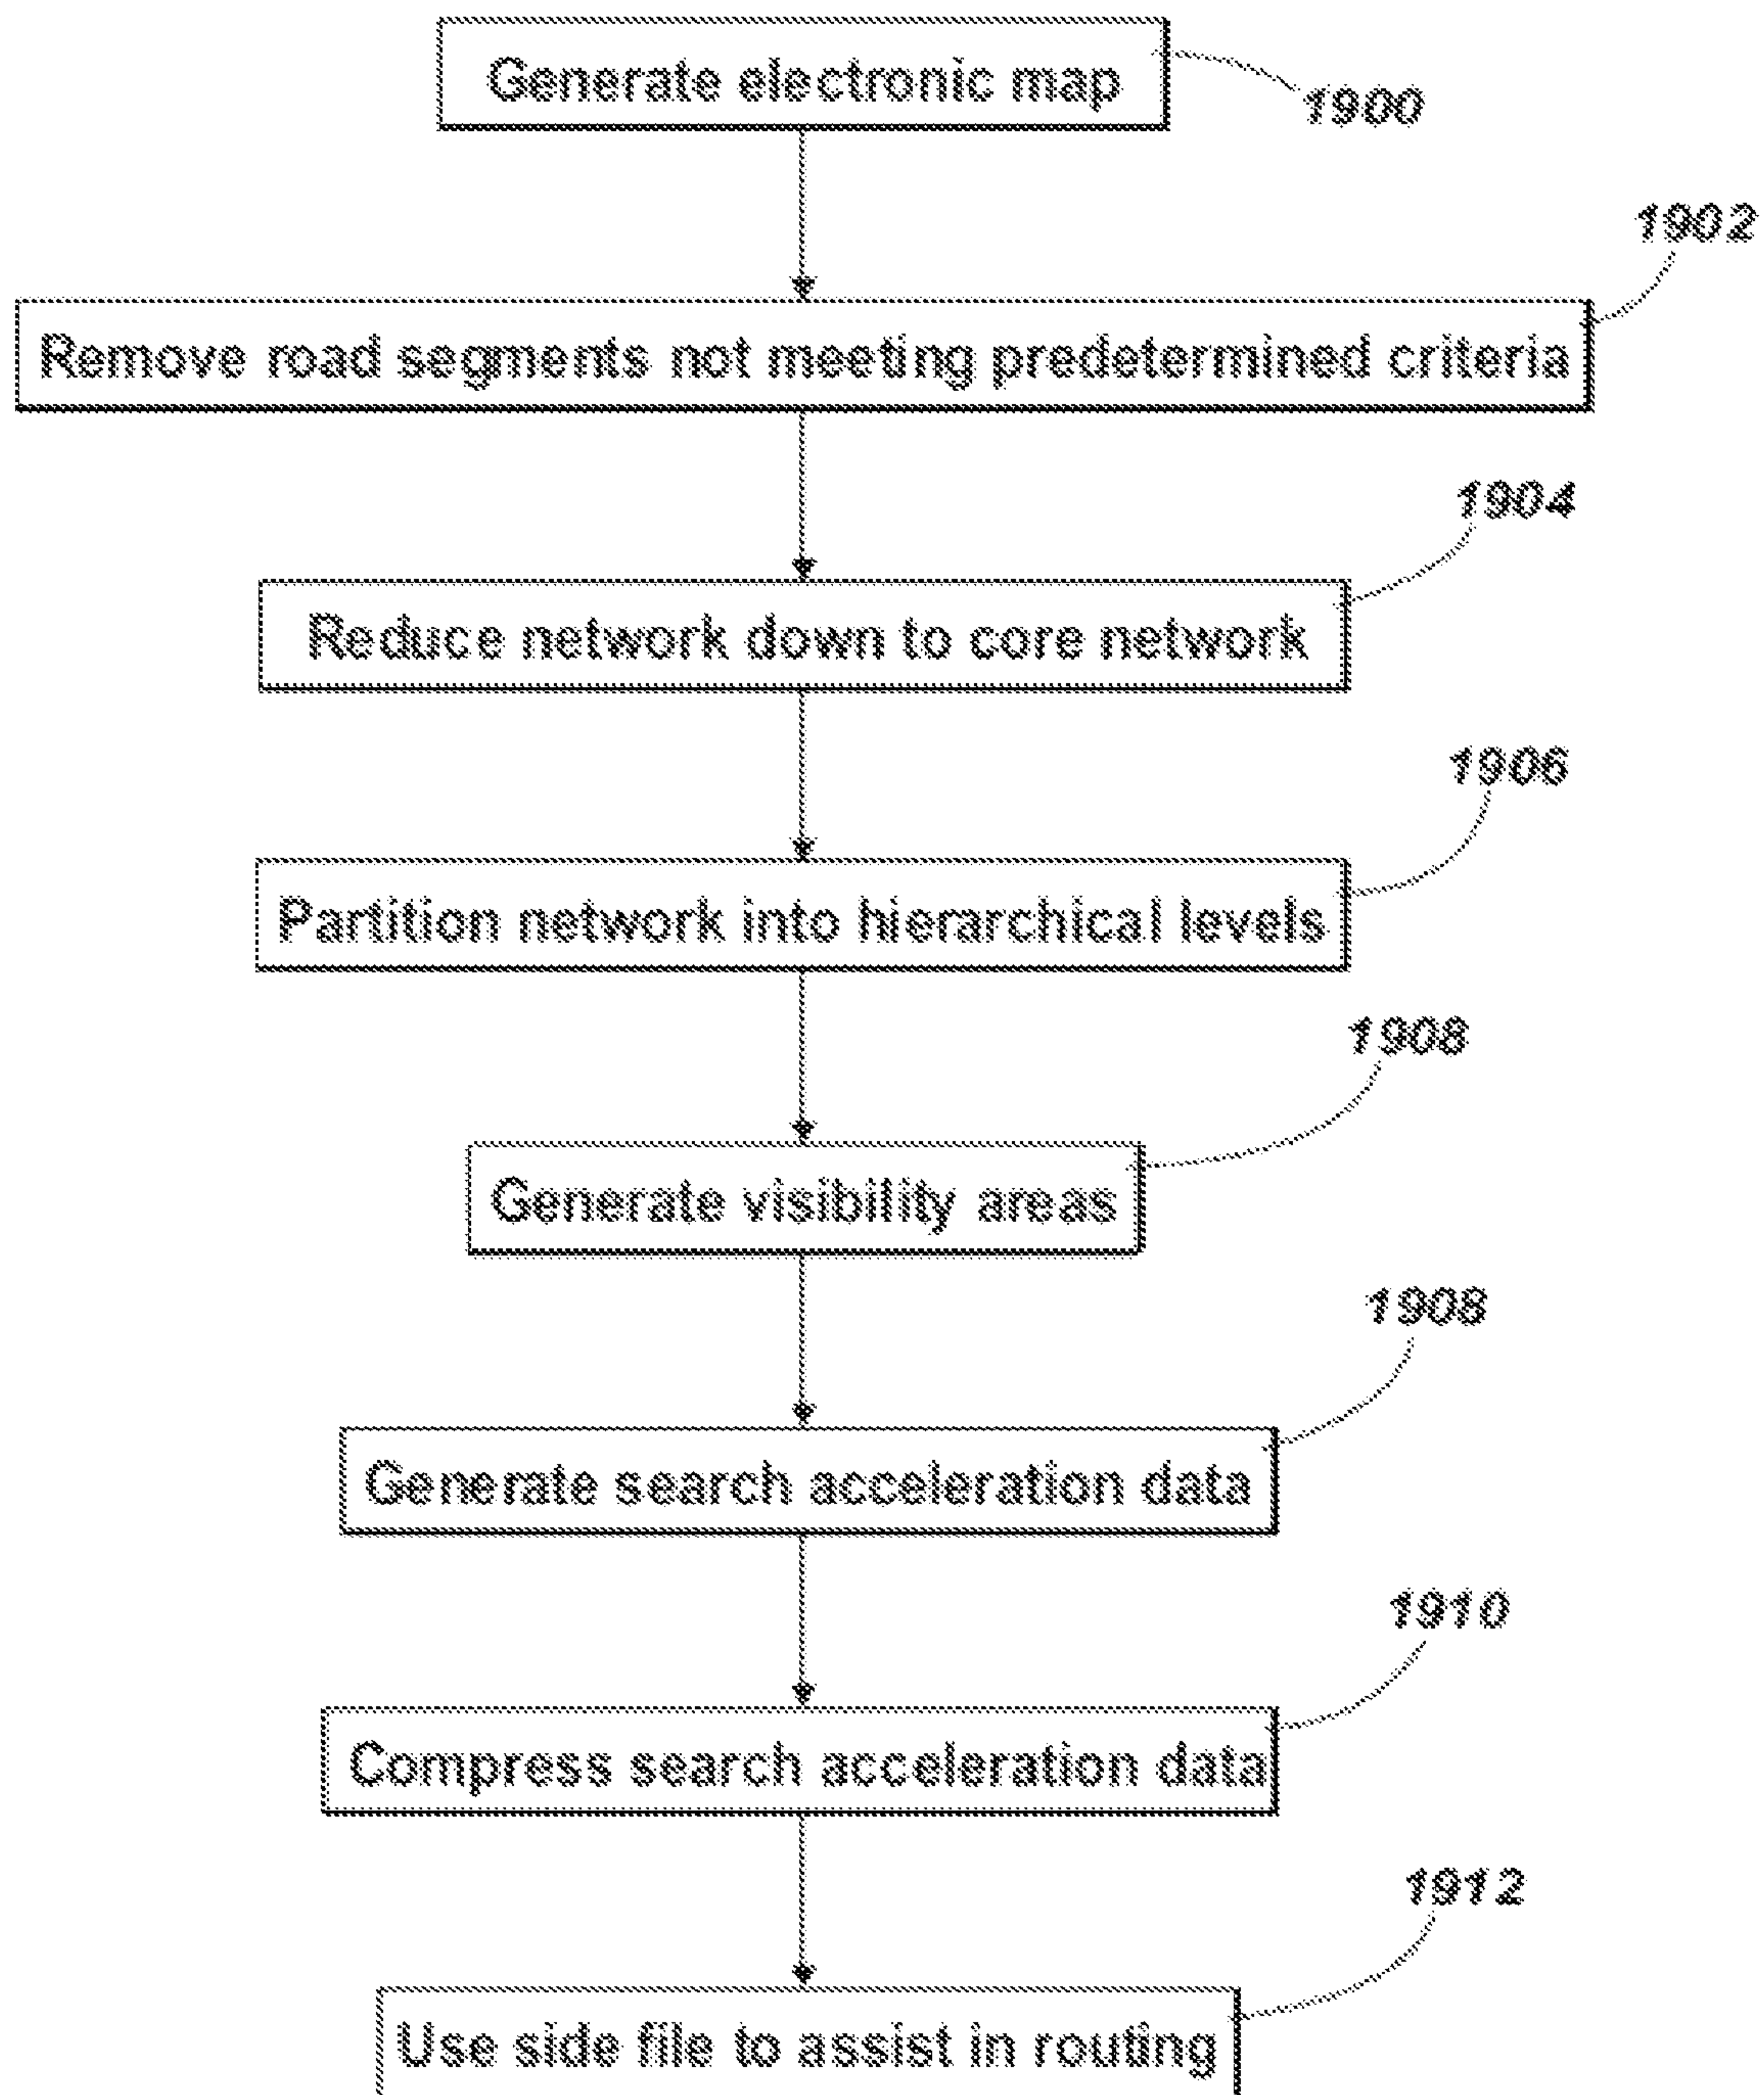 Generate electronic map
1900
1902
Remove road segments not meeting predetermined criteria
1904
Reduce network down to core network
1906
Partition network into hierarchical levels
1908
Generate visibility areas
1908
Generate search acceleration data
1910
Compress search acceleration data
1912
Use side file to assist in routing